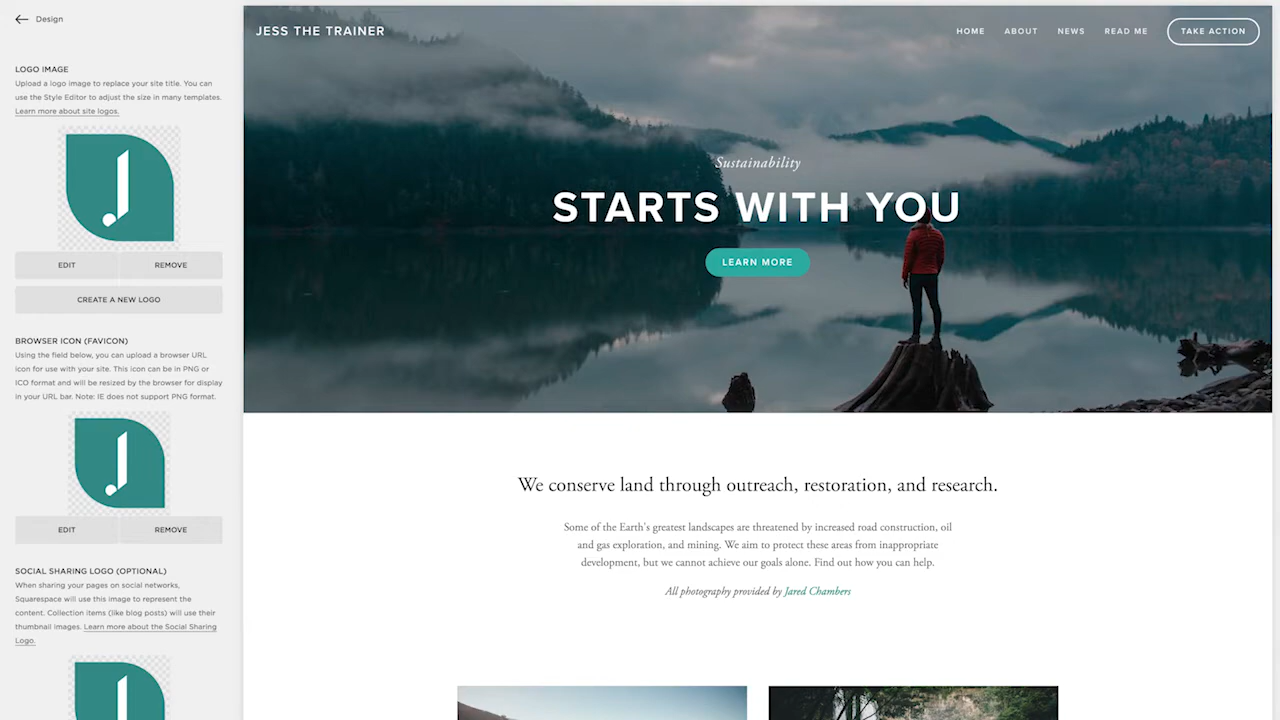 Design
LOGO IMAGE
Upload a logo image to replace your site title. You can
use the Style Editor to adjust the size in many templates.
Learn more about site logos.
EDIT
REMOVE
CREATE A NEW LOGO
BROWSER ICON (FAVICON)
Using the field below, you can upload a browser URL
icon for use with your site. This icon can be in PNG or
ICO format and will be resized by the browser for display
in your URL bar. Note: IE does not support PNG format.
EDIT
REMOVE
SOCIAL SHARING LOGO (OPTIONAL)
When sharing your pages on social networks,
Squarespace will use this image to represent the
content. Collection items (like blog posts) will use their
thumbnail images. Learn more about the Social Sharing
Logo.
JESS THE TRAINER
HOME
ABOUT
NEWS
READ ME
TAKE ACTION
Sustainability
STARTS WITH YOU
LEARN MORE
We conserve land through outreach, restoration, and research.
Some of the Earth's greatest landscapes are threatened by increased road construction, oil
and gas exploration, and mining. We aim to protect these areas from inappropriate
development, but we cannot achieve our goals alone. Find out how you can help.
All photography provided by Jared Chambers